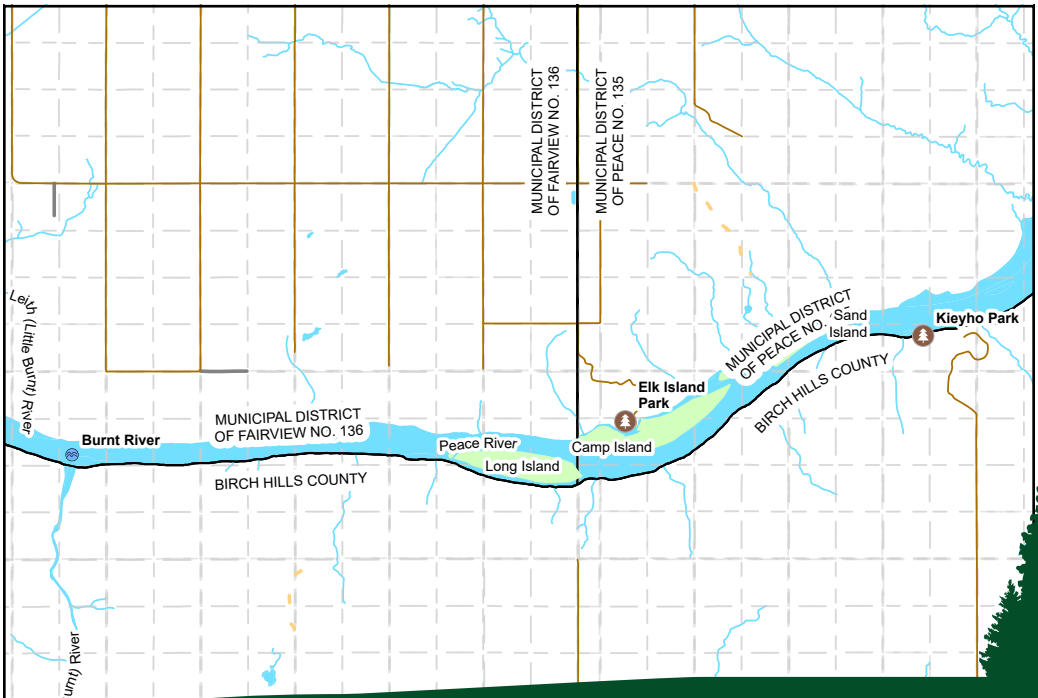 MUNICIPAL DISTRICT
OF FAIRVIEW NO. 136
MUNICIPAL DISTRICT
OF PEACE NO. 135
Leith (Little Burnt) River
MUNICIPAL DISTRICT
OF PEACE NO.
Sand
Island
Kieyho Park
BIRCH HILLS COUNTY
Elk Island
Park
Camp Island
MUNICIPAL DISTRICT
OF FAIRVIEW NO. 136
Burnt River
Peace River
Long Island
BIRCH HILLS COUNTY
urnt) River